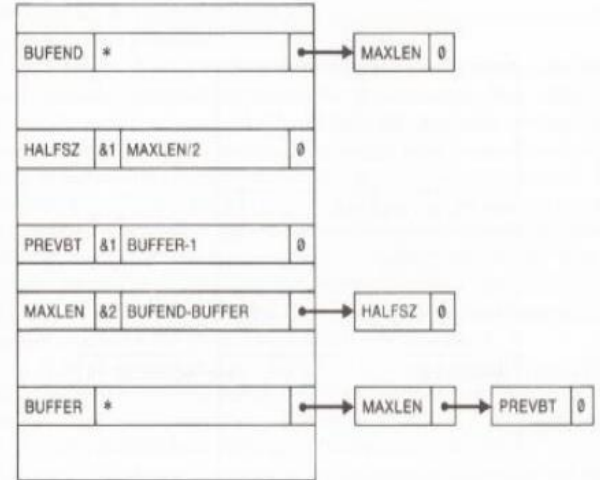 BUFEND * MAXLEN 0
HALFSZ &1 MAXLEN/2 0
PREVBT &1 BUFFER-1 0
MAXLEN &2 BUFEND-BUFFER HALFSZ 0
BUFFER * MAXLEN PREVBT 0